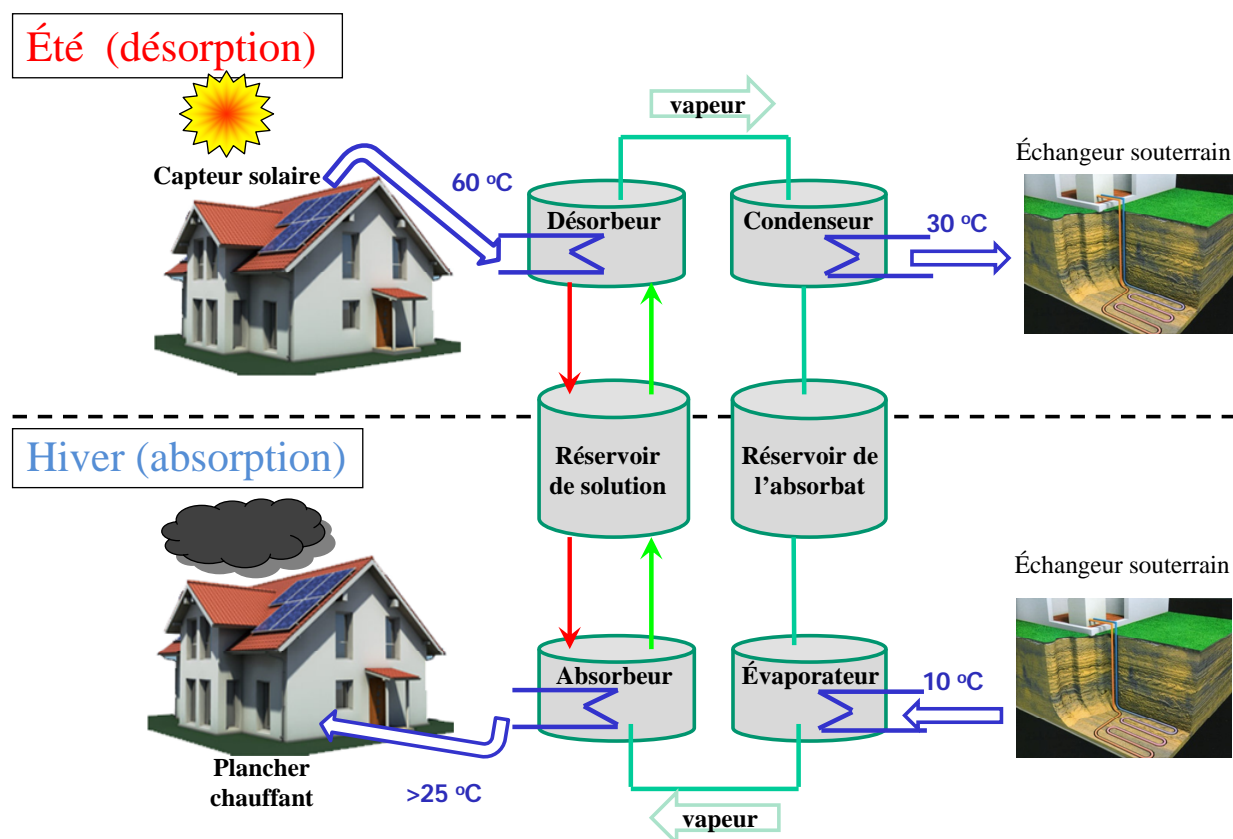 Été (désorption)
vapeur
Capteur solaire
60 °C
Désorbeur
Condenseur
30 °C
Échangeur souterrain
Hiver (absorption)
Réservoir
de solution
Réservoir de
l’absorbat
Échangeur souterrain
Absorbeur
Évaporateur
10 °C
Plancher
chauffant
>25 °C
vapeur